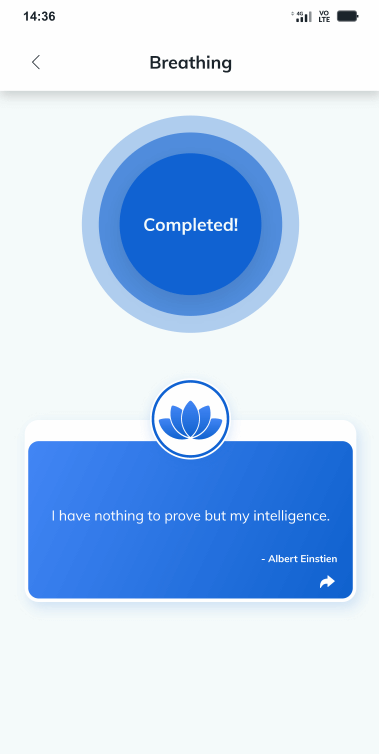 14:36
4G
VO
LTE
Breathing
Completed!
I have nothing to prove but my intelligence.
- Albert Einstien